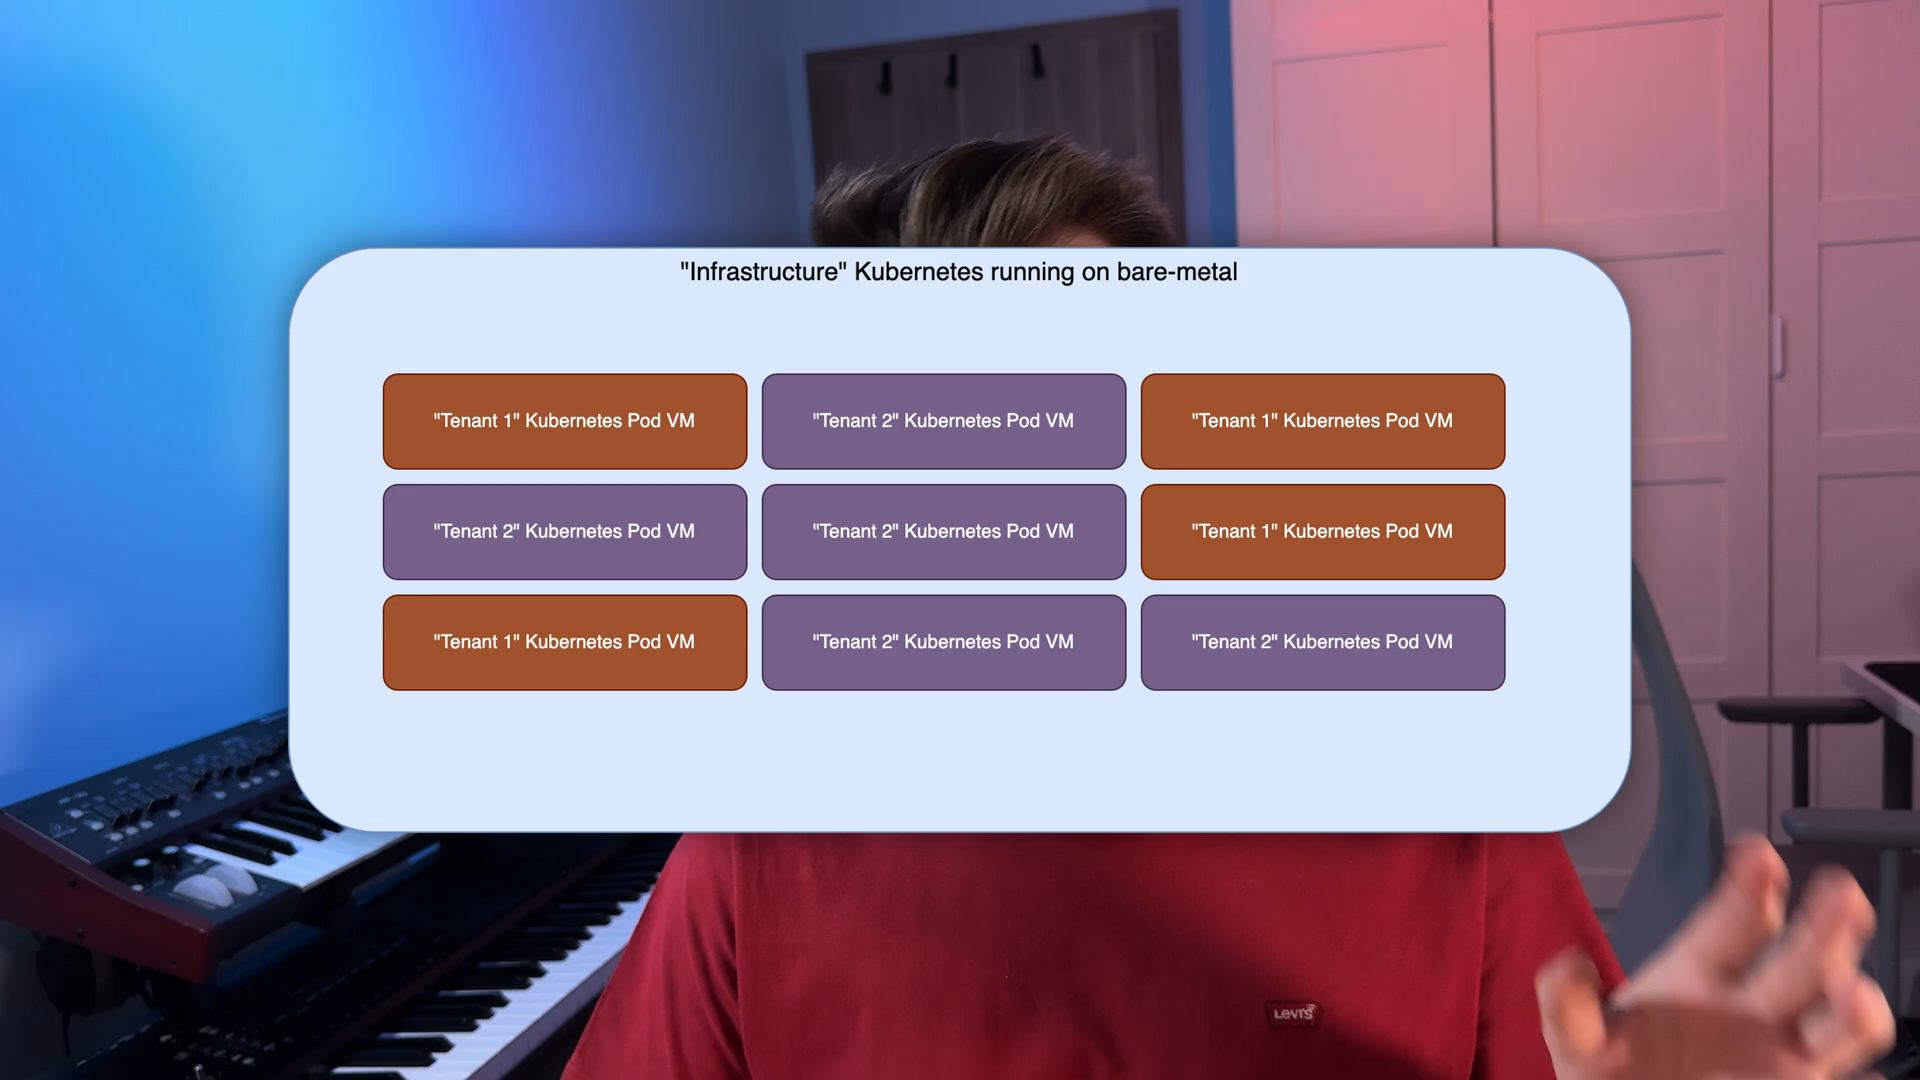 "Infrastructure" Kubernetes running on bare-metal
"Tenant 1" Kubernetes Pod VM
"Tenant 2" Kubernetes Pod VM
"Tenant 1" Kubernetes Pod VM
"Tenant 2" Kubernetes Pod VM
"Tenant 2" Kubernetes Pod VM
"Tenant 1" Kubernetes Pod VM
"Tenant 1" Kubernetes Pod VM
"Tenant 2" Kubernetes Pod VM
"Tenant 2" Kubernetes Pod VM
Levi's